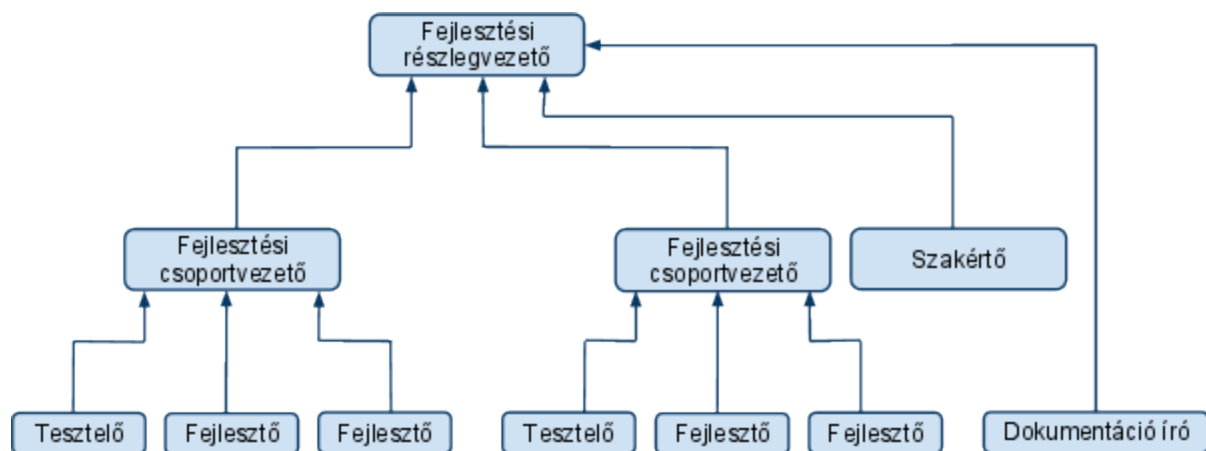 Fejlesztési
részlegvezető
Fejlesztési
csoportvezető
Fejlesztési
csoportvezető
Szakértő
Tesztelő
Fejlesztő
Fejlesztő
Tesztelő
Fejlesztő
Fejlesztő
Dokumentáció író